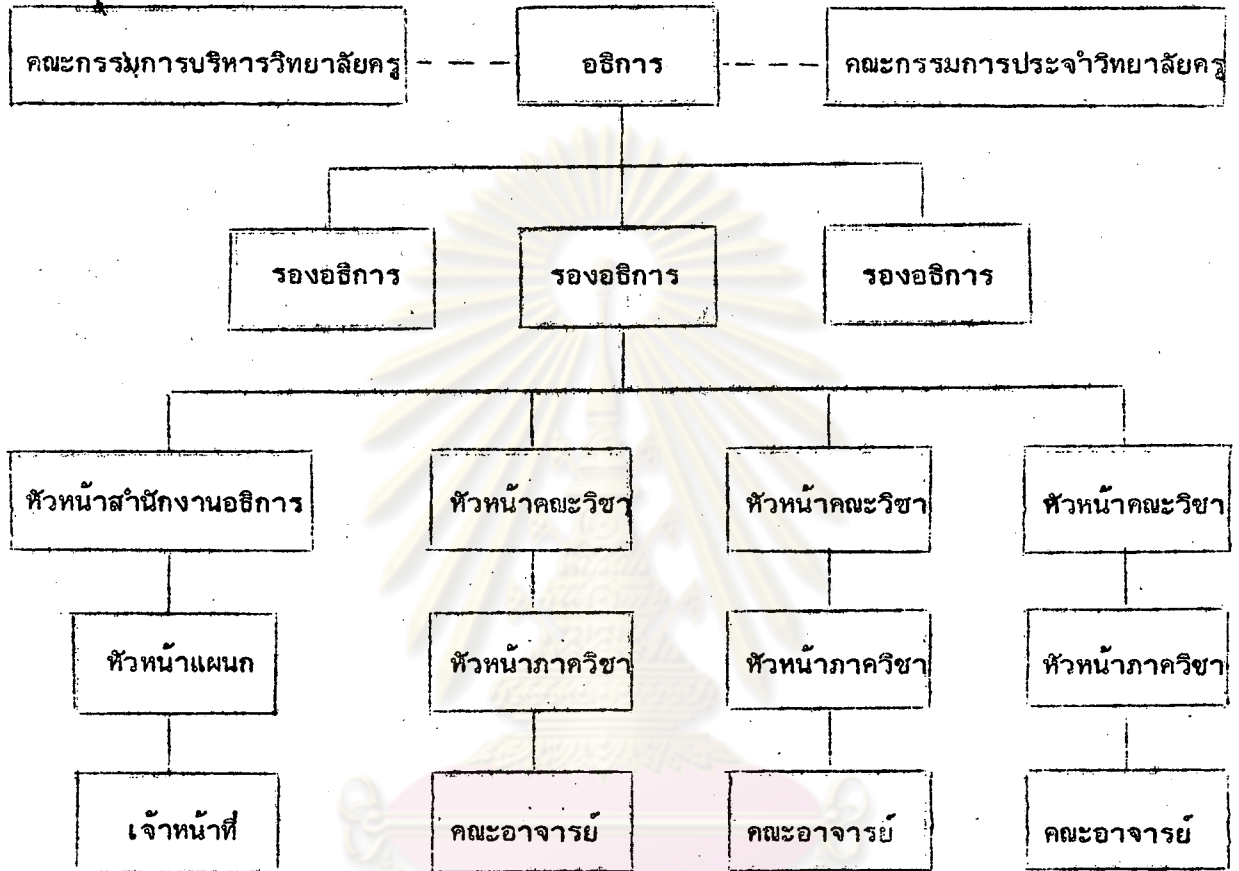 คณะกรรมการบริหารวิทยาลัยครู อธิการ คณะกรรมการประจำวิทยาลัยครู
รองอธิการ รองอธิการ รองอธิการ
หัวหน้าสำนักงานอธิการ หัวหน้าคณะวิชา หัวหน้าคณะวิชา หัวหน้าคณะวิชา
หัวหน้าแผนก หัวหน้าภาควิชา หัวหน้าภาควิชา หัวหน้าภาควิชา
เจ้าหน้าที่ คณะอาจารย์ คณะอาจารย์ คณะอาจารย์